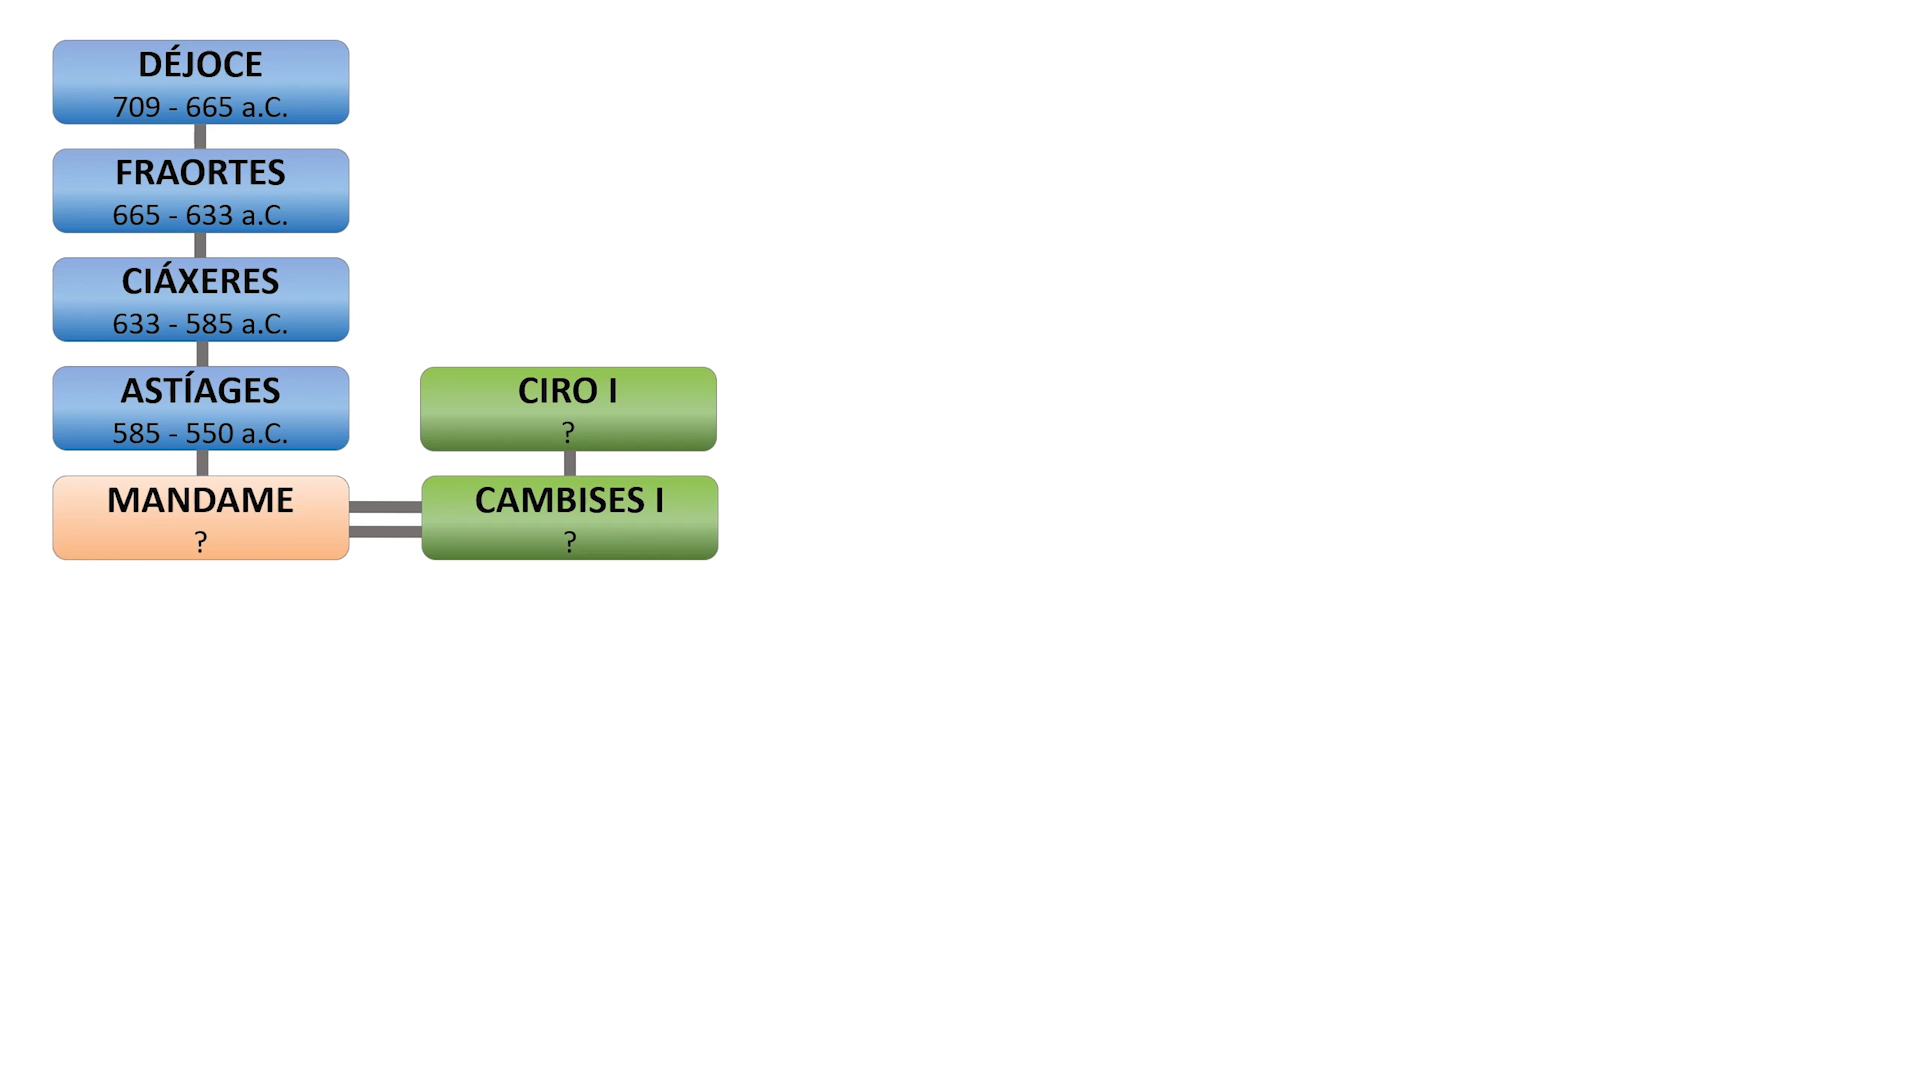 DÉJOCE
709 - 665 a.C.
FRAORTES
665 - 633 a.C.
CIÁXERES
633 - 585 a.C.
ASTÍAGES
585 - 550 a.C.
CIRO I
?
MANDAME
?
CAMBISES I
?